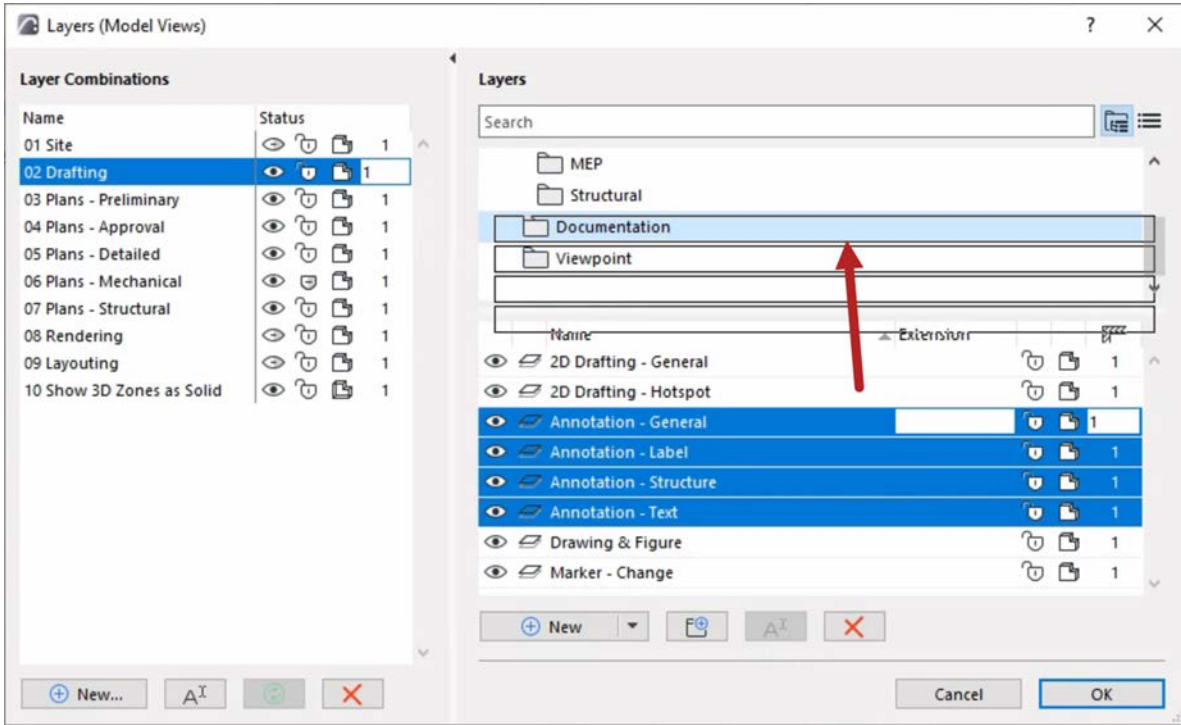 Layers (Model Views)
?
Layer Combinations
Name Status
01 Site 1
02 Drafting 1
03 Plans - Preliminary 1
04 Plans - Approval 1
05 Plans - Detailed 1
06 Plans - Mechanical 1
07 Plans - Structural 1
08 Rendering 1
09 Layouting 1
10 Show 3D Zones as Solid 1
New...
Layers
Search
MEP
Structural
Documentation
Viewpoint
Name Extension
2D Drafting - General 1
2D Drafting - Hotspot 1
Annotation - General 1
Annotation - Label 1
Annotation - Structure 1
Annotation - Text 1
Drawing & Figure 1
Marker - Change 1
New
Cancel OK